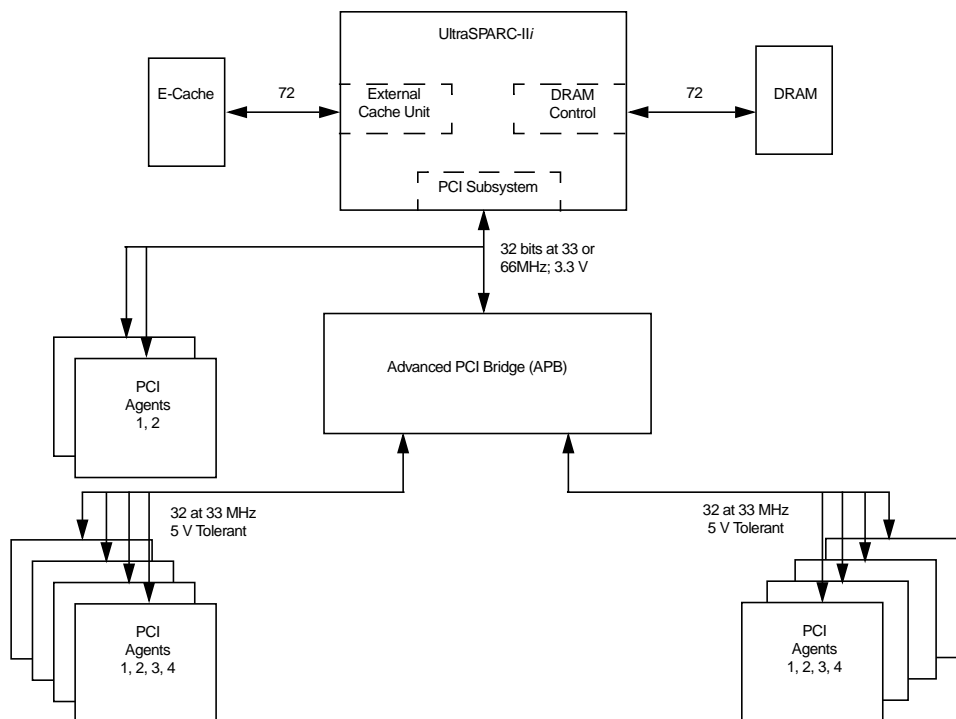 UltraSPARC-IIi
E-Cache
72
External
Cache Unit
DRAM
Control
72
DRAM
PCI Subsystem
32 bits at 33 or
66MHz; 3.3 V
Advanced PCI Bridge (APB)
PCI
Agents
1, 2
32 at 33 MHz
5 V Tolerant
32 at 33 MHz
5 V Tolerant
PCI
Agents
1, 2, 3, 4
PCI
Agents
1, 2, 3, 4